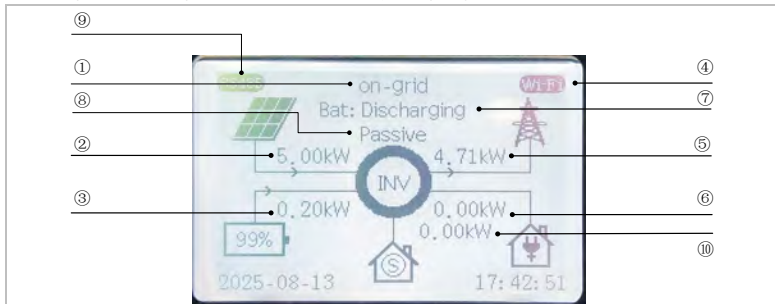 ⑨
① on-grid Wi-Fi ④
Bat: Discharging ⑦
⑧ Passive
② 5.00kW 4.71kW ⑤
INV
③ 0.20kW 0.00kW ⑥
99% 0.00kW ⑩
S
2025-08-13 17:42:51